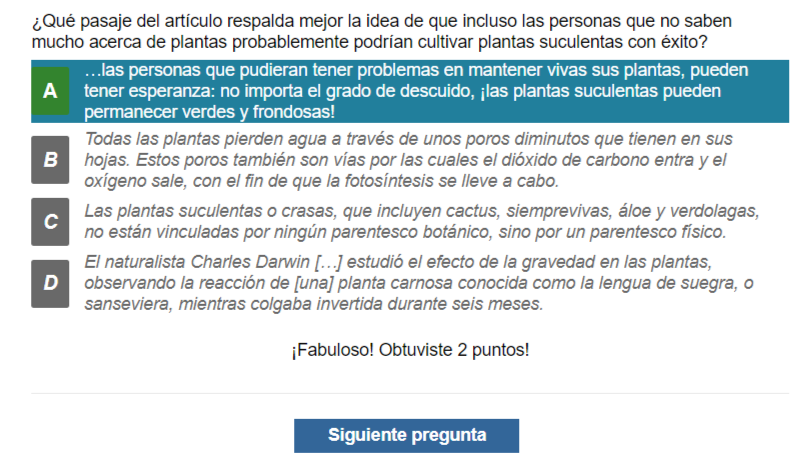 ¿Qué pasaje del artículo respalda mejor la idea de que incluso las personas que no saben
mucho acerca de plantas probablemente podrían cultivar plantas suculentas con éxito?
A
…las personas que pudieran tener problemas en mantener vivas sus plantas, pueden
tener esperanza: no importa el grado de descuido, ¡las plantas suculentas pueden
permanecer verdes y frondosas!
B
Todas las plantas pierden agua a través de unos poros diminutos que tienen en sus
hojas. Estos poros también son vías por las cuales el dióxido de carbono entra y el
oxígeno sale, con el fin de que la fotosíntesis se lleve a cabo.
C
Las plantas suculentas o crasas, que incluyen cactus, siemprevivas, áloe y verdolagas,
no están vinculadas por ningún parentesco botánico, sino por un parentesco físico.
D
El naturalista Charles Darwin […] estudió el efecto de la gravedad en las plantas,
observando la reacción de [una] planta carnosa conocida como la lengua de suegra, o
sanseviera, mientras colgaba invertida durante seis meses.
¡Fabuloso! Obtuviste 2 puntos!
Siguiente pregunta